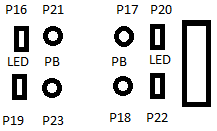 P16 P21 P17 P20
LED PB PB LED
P19 P23 P18 P22